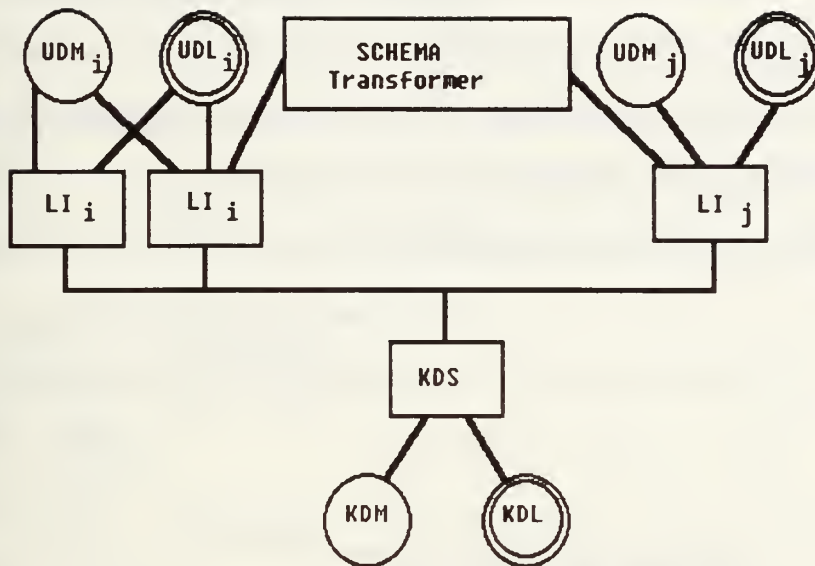 UDM i
UDL i
SCHEMA
Transformer
UDM j
UDL j
LI i
LI i
LI j
KDS
KDM
KDL